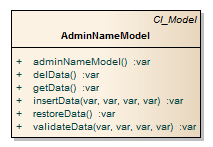 CI_Model
AdminNameModel
+ adminNameModel() :var
+ delData() :var
+ getData() :var
+ insertData(var, var, var, var) :var
+ restoreData() :var
+ validateData(var, var, var, var) :var